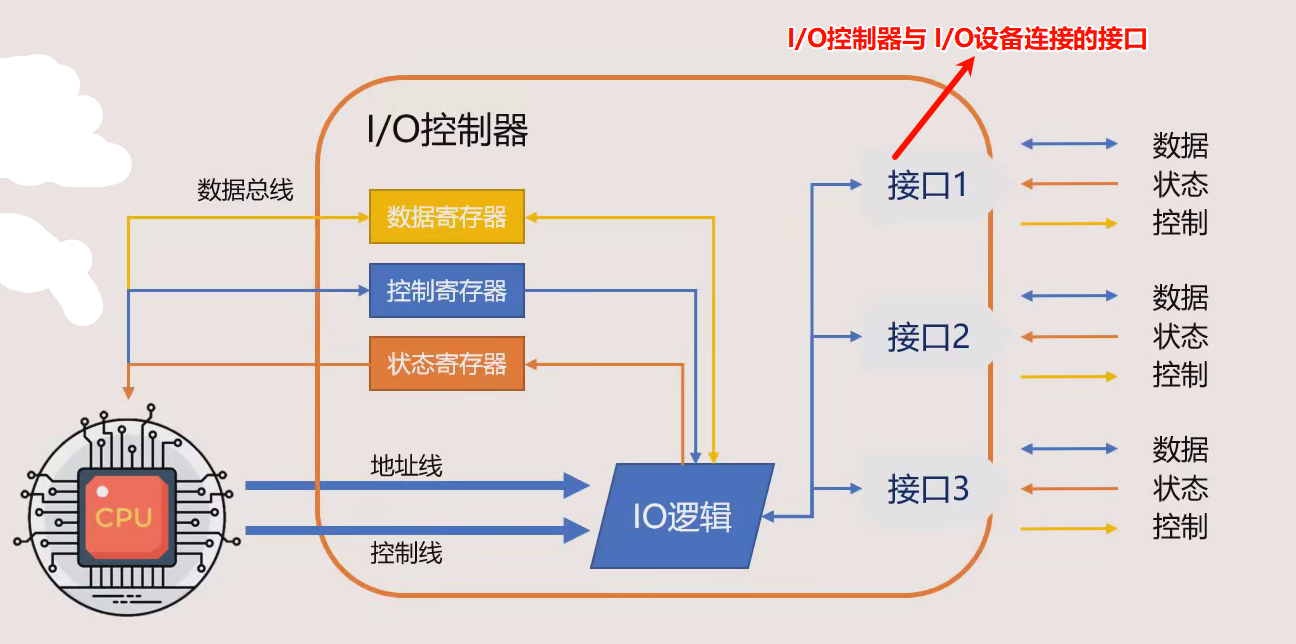 I/O控制器与 I/O设备连接的接口
I/O控制器
数据总线
数据寄存器
控制寄存器
状态寄存器
地址线
控制线
CPU
IO逻辑
接口1
数据
状态
控制
接口2
数据
状态
控制
接口3
数据
状态
控制